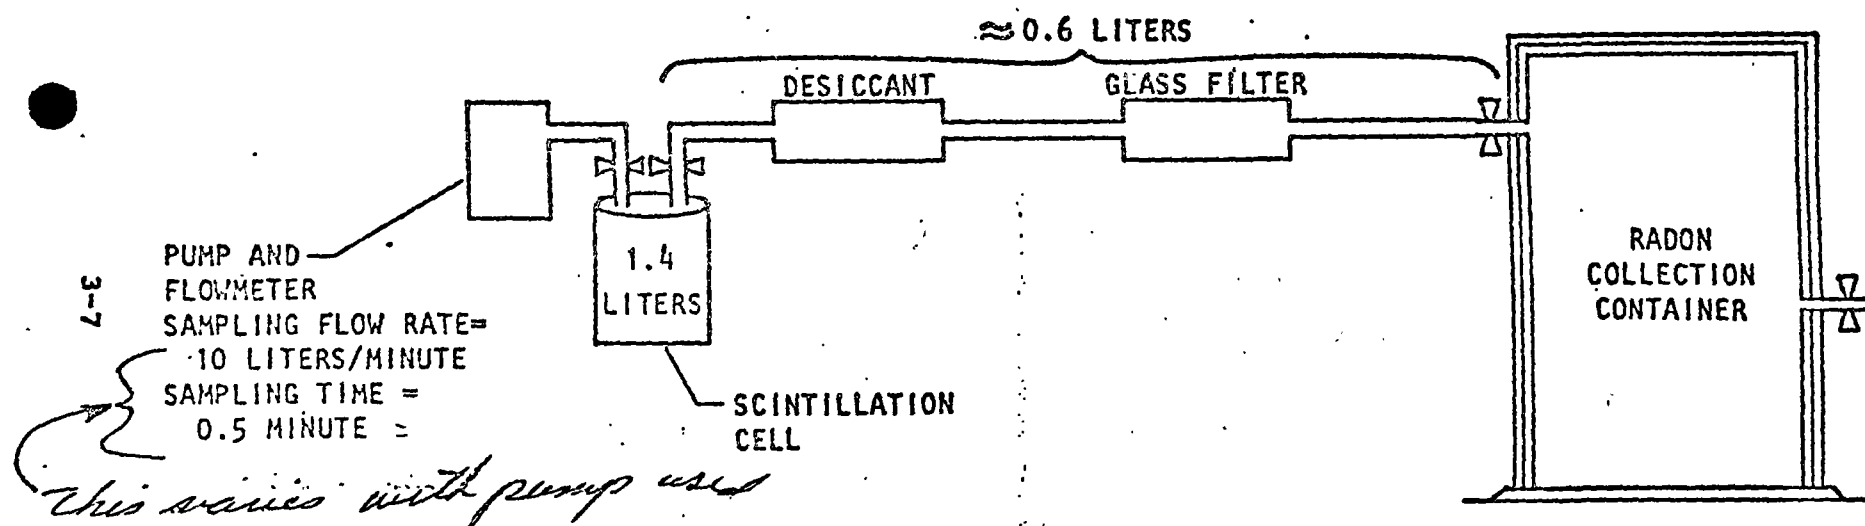 ≈0.6 LITERS
DESICCANT
GLASS FILTER
1.4
LITERS
RADON
COLLECTION
CONTAINER
PUMP AND
FLOWMETER
SAMPLING FLOW RATE=
10 LITERS/MINUTE
SAMPLING TIME =
0.5 MINUTE =
SCINTILLATION
CELL
This varies with pump used
3-7